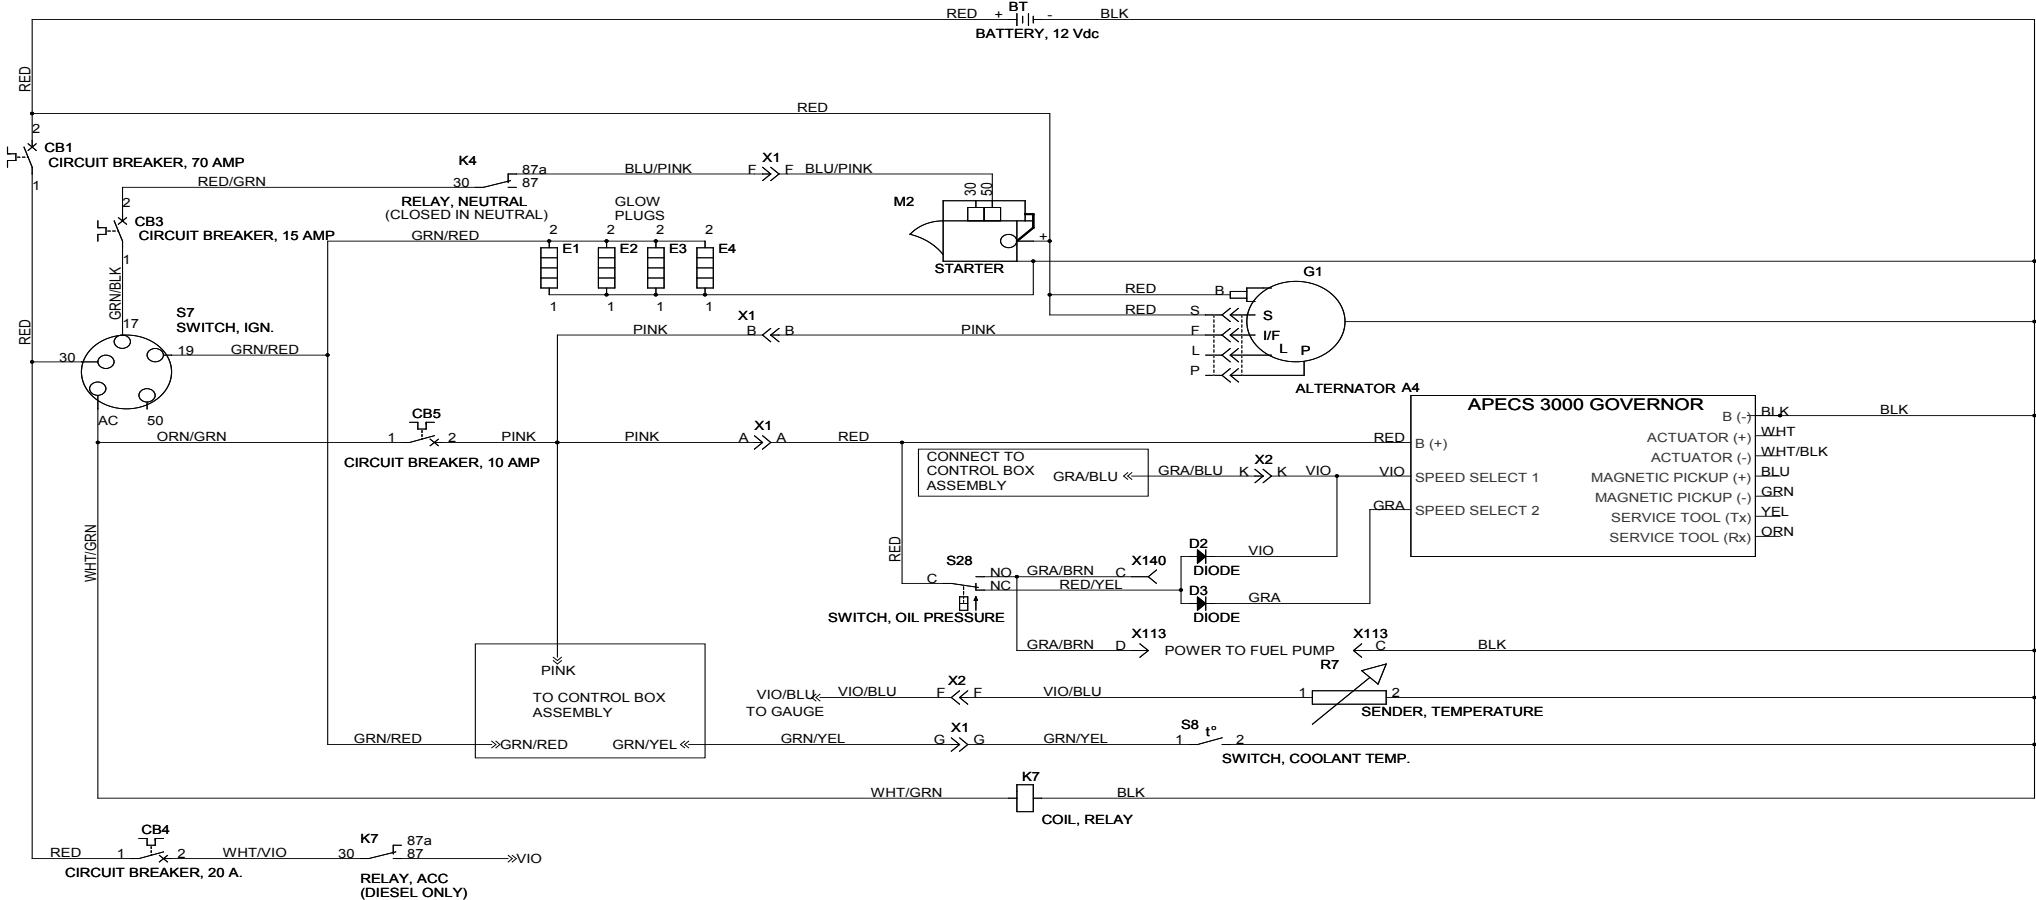 RED + BT - BLK
BATTERY, 12 Vdc
RED
RED
2
CB1
CIRCUIT BREAKER, 70 AMP
1
RED/GRN
K4
30
87a
87
RELAY, NEUTRAL
(CLOSED IN NEUTRAL)
BLU/PINK
X1
F F
BLU/PINK
30
50
M2
+
STARTER
2
CB3
CIRCUIT BREAKER, 15 AMP
1
GRN/BLK
GRN/RED
GLOW
PLUGS
2 2 2 2
E1 E2 E3 E4
1 1 1 1
G1
RED B
RED S S
F I/F
L L P
P
ALTERNATOR
X1
PINK B B PINK
RED
S7
SWITCH, IGN.
17
30
19 GRN/RED
AC 50
ORN/GRN
CB5
1 2
CIRCUIT BREAKER, 10 AMP
PINK
PINK
X1
A A
RED
A4
APECS 3000 GOVERNOR
RED B (+)
VIO SPEED SELECT 1
GRA SPEED SELECT 2
B (-) BLK BLK
ACTUATOR (+) WHT
ACTUATOR (-) WHT/BLK
MAGNETIC PICKUP (+) BLU
MAGNETIC PICKUP (-) GRN
SERVICE TOOL (Tx) YEL
SERVICE TOOL (Rx) ORN
CONNECT TO
CONTROL BOX
ASSEMBLY
GRA/BLU
GRA/BLU
X2
K K
VIO
WHT/GRN
RED
S28
C
NO
NC
SWITCH, OIL PRESSURE
GRA/BRN C X140
RED/YEL
D2
DIODE
VIO
D3
DIODE
GRA
GRA/BRN D X113
POWER TO FUEL PUMP
X113
C
BLK
PINK
TO CONTROL BOX
ASSEMBLY
VIO/BLU
TO GAUGE
VIO/BLU
X2
F F
VIO/BLU
R7
1 2
SENDER, TEMPERATURE
GRN/RED
GRN/RED
GRN/YEL
GRN/YEL
X1
G G
GRN/YEL
S8 t°
1 2
SWITCH, COOLANT TEMP.
WHT/GRN
K7
BLK
COIL, RELAY
RED
CB4
1 2
CIRCUIT BREAKER, 20 A.
WHT/VIO
K7
30
87a
87
VIO
RELAY, ACC
(DIESEL ONLY)